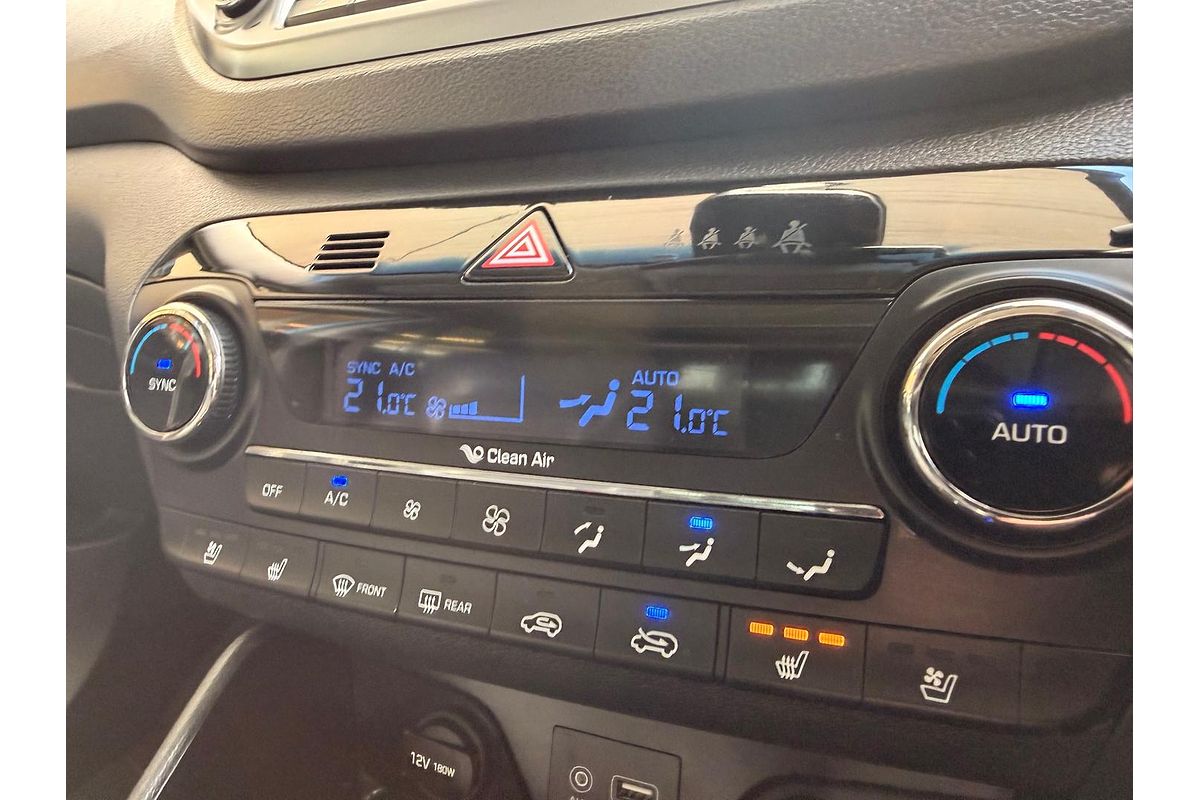 SYNC A/C
AUTO
21.0°C
21.0°C
SYNC
AUTO
Clean Air
OFF
A/C
FRONT
REAR
12V 180W